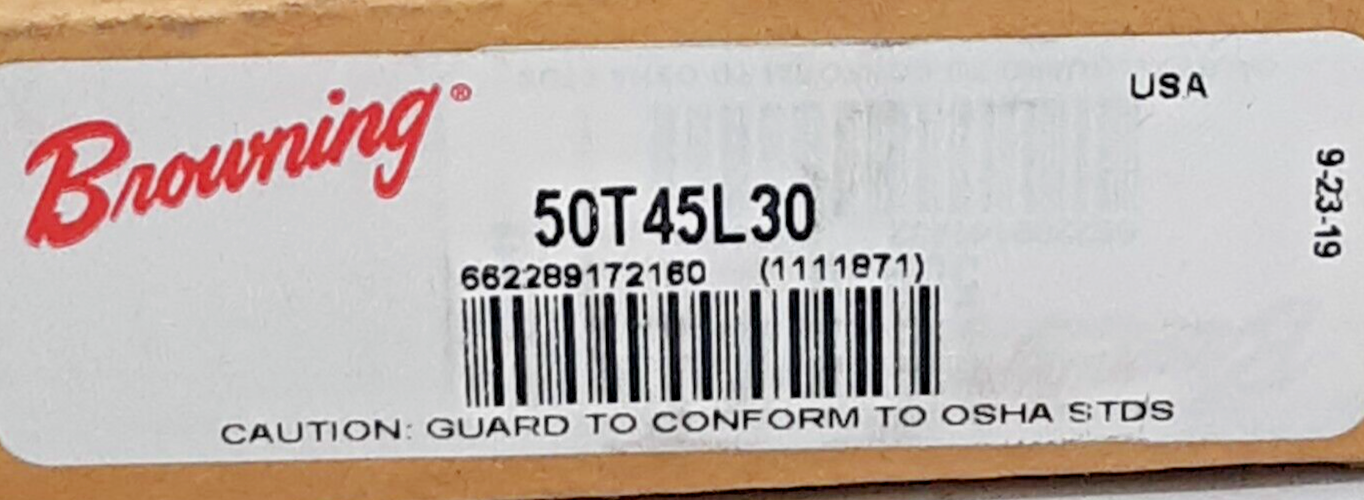 Browning®
USA
9-23-19
50T45L30
662289172160 (1111871)
CAUTION: GUARD TO CONFORM TO OSHA STDS